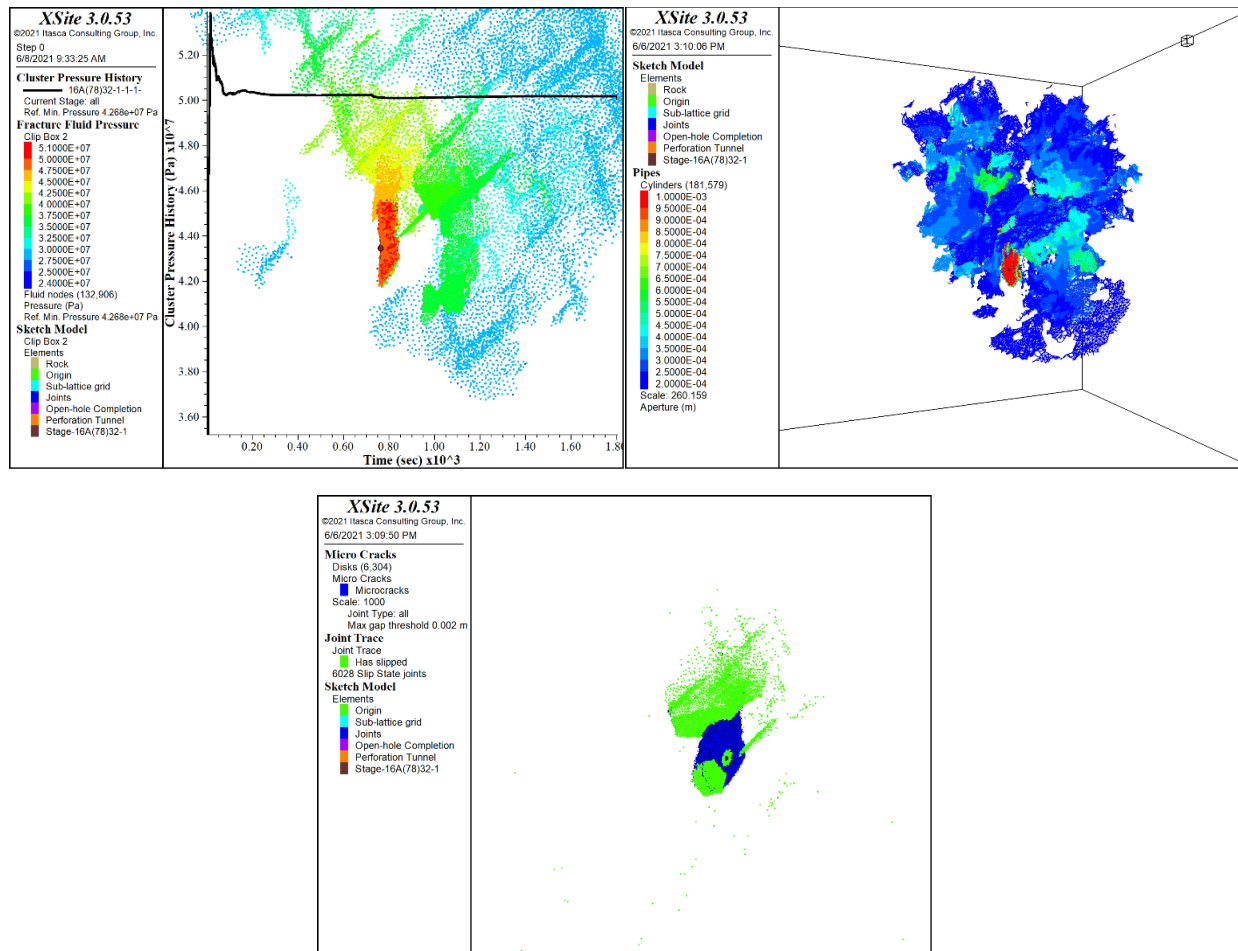 XSite 3.0.53
©2021 Itasca Consulting Group, Inc.
Step 0
6/8/2021 9:33:25 AM
Cluster Pressure History
16A(78)32-1-1-1-
Current Stage: all
Ref. Min. Pressure 4.268e+07 Pa
Fracture Fluid Pressure
Clip Box 2
5.1000E+07
5.0000E+07
4.7500E+07
4.5000E+07
4.2500E+07
4.0000E+07
3.7500E+07
3.5000E+07
3.2500E+07
3.0000E+07
2.7500E+07
2.5000E+07
2.4000E+07
Fluid nodes (132,906)
Pressure (Pa)
Ref. Min. Pressure 4.268e+07 Pa
Sketch Model
Clip Box 2
Elements
Rock
Origin
Sub-lattice grid
Joints
Open-hole Completion
Perforation Tunnel
Stage-16A(78)32-1
Cluster Pressure History (Pa) x10^7
5.20
5.00
4.80
4.60
4.40
4.20
4.00
3.80
3.60
0.20 0.40 0.60 0.80 1.00 1.20 1.40 1.60 1.80
Time (sec) x10^3
XSite 3.0.53
©2021 Itasca Consulting Group, Inc.
6/6/2021 3:10:06 PM
Sketch Model
Elements
Rock
Origin
Sub-lattice grid
Joints
Open-hole Completion
Perforation Tunnel
Stage-16A(78)32-1
Pipes
Cylinders (181,579)
1.0000E-03
9.5000E-04
9.0000E-04
8.5000E-04
8.0000E-04
7.5000E-04
7.0000E-04
6.5000E-04
6.0000E-04
5.5000E-04
5.0000E-04
4.5000E-04
4.0000E-04
3.5000E-04
3.0000E-04
2.5000E-04
2.0000E-04
Scale: 260.159
Aperture (m)
XSite 3.0.53
©2021 Itasca Consulting Group, Inc.
6/6/2021 3:09:50 PM
Micro Cracks
Disks (6,304)
Micro Cracks
Microcracks
Scale: 1000
Joint Type: all
Max gap threshold 0.002 m
Joint Trace
Joint Trace
Has slipped
6028 Slip State joints
Sketch Model
Elements
Origin
Sub-lattice grid
Joints
Open-hole Completion
Perforation Tunnel
Stage-16A(78)32-1